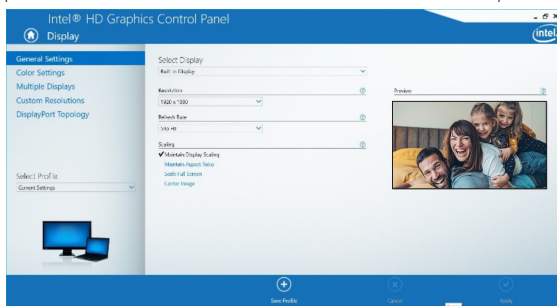 Intel® HD Graphics Control Panel
Display
intel
General Settings
Color Settings
Multiple Displays
Custom Resolutions
DisplayPort Topology
Select Profile
Current Settings
Select Display
Built-in Display
Resolution
1920 x 1080
Refresh Rate
Hz
Scaling
Maintain Display Scaling
Maintain Aspect Ratio
Scale Full Screen
Center Image
Preview
Save Profile
Cancel
Apply